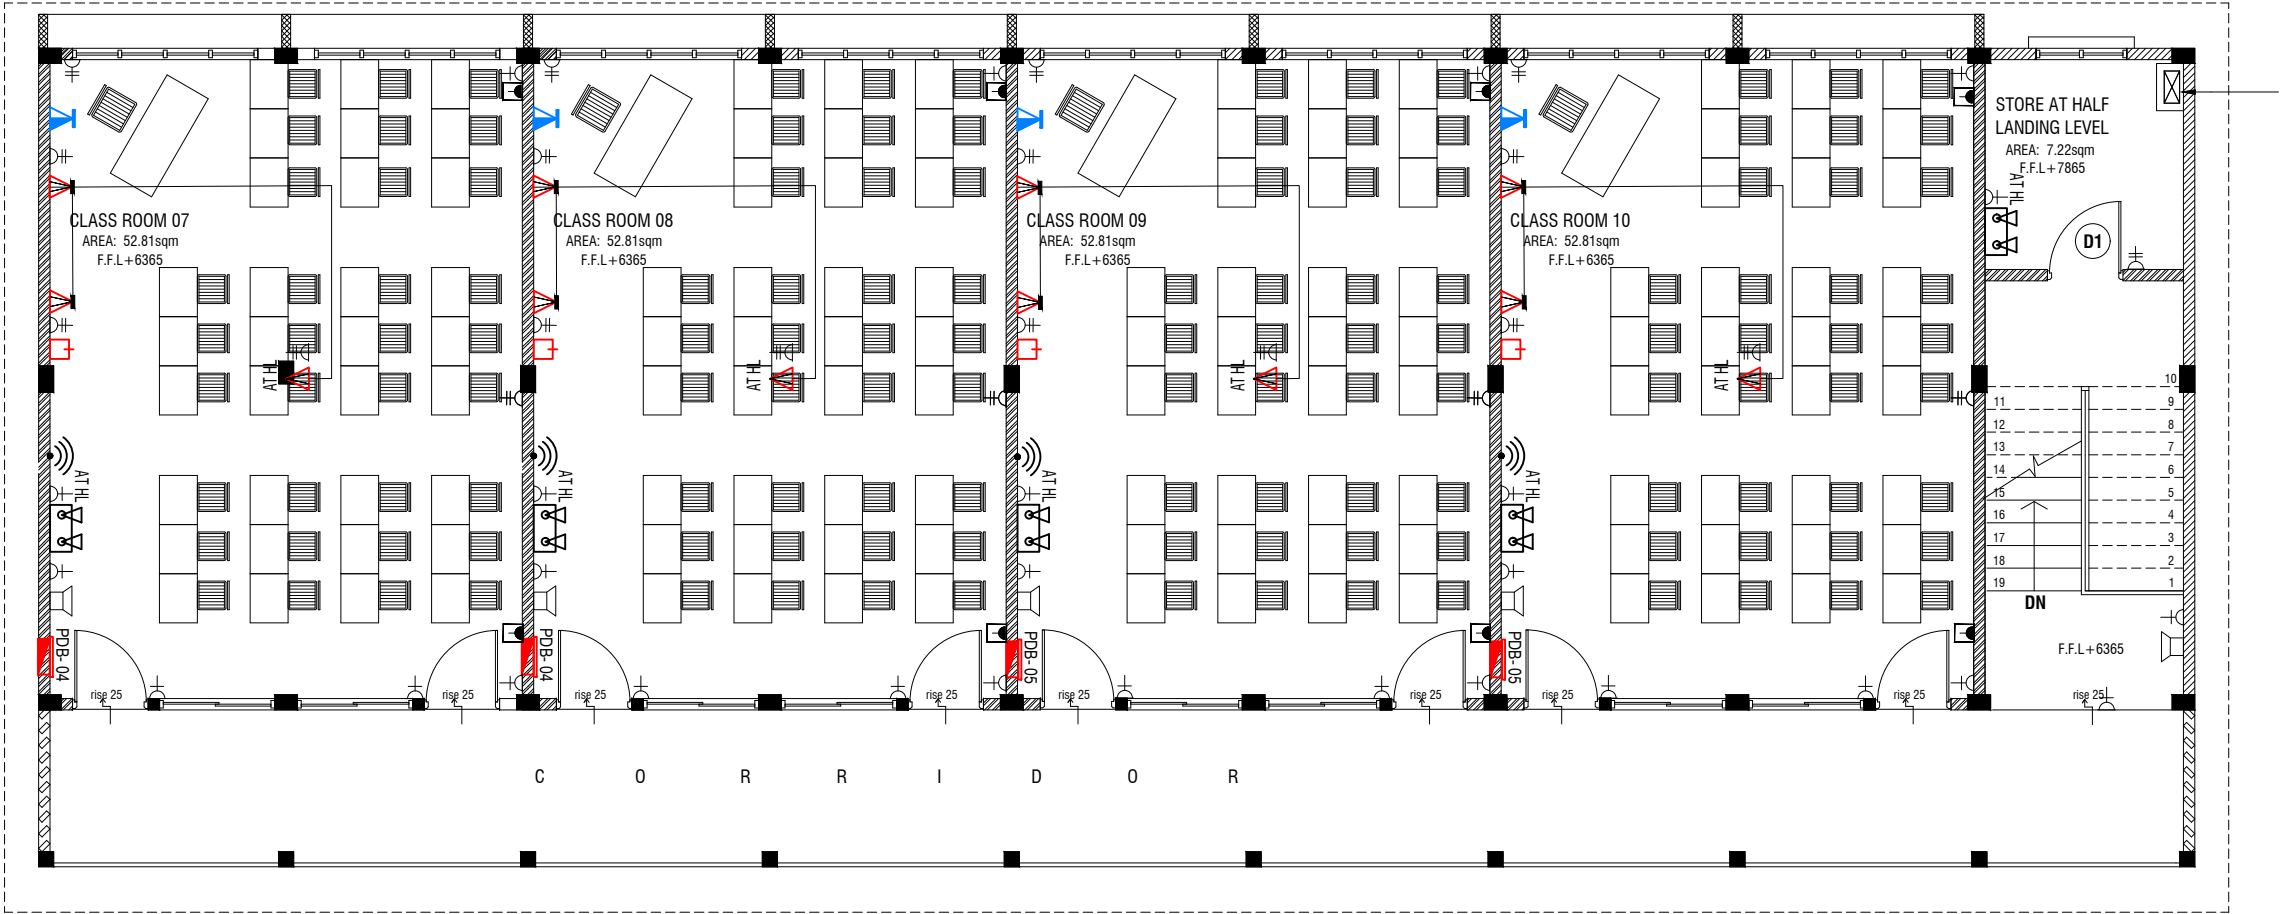 STORE AT HALF
LANDING LEVEL
AREA: 7.22sqm
F.F.L+7865
AT HL
D1
CLASS ROOM 07
AREA: 52.81sqm
F.F.L+6365
CLASS ROOM 08
AREA: 52.81sqm
F.F.L+6365
CLASS ROOM 09
AREA: 52.81sqm
F.F.L+6365
CLASS ROOM 10
AREA: 52.81sqm
F.F.L+6365
AT HL
AT HL
AT HL
AT HL
10
11
9
12
8
13
7
14
6
15
5
16
4
17
3
18
2
19
1
DN
AT HL
AT HL
AT HL
AT HL
PDB- 04
PDB- 04
PDB- 05
PDB- 05
F.F.L+6365
rise 25
rise 25
rise 25
rise 25
rise 25
rise 25
rise 25
rise 25
rise 25
C O R R I D O R